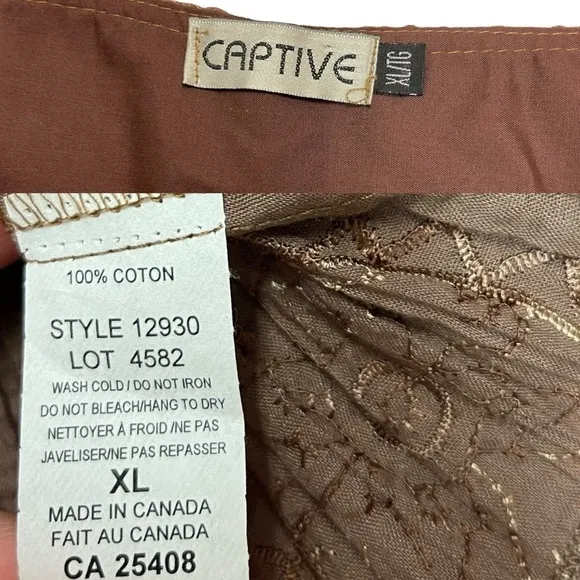 CAPTIVE
XL/TG
100% COTON
STYLE 12930
LOT 4582
WASH COLD / DO NOT IRON
DO NOT BLEACH/HANG TO DRY
NETTOYER À FROID /NE PAS
JAVELISER/NE PAS REPASSER
XL
MADE IN CANADA
FAIT AU CANADA
CA 25408